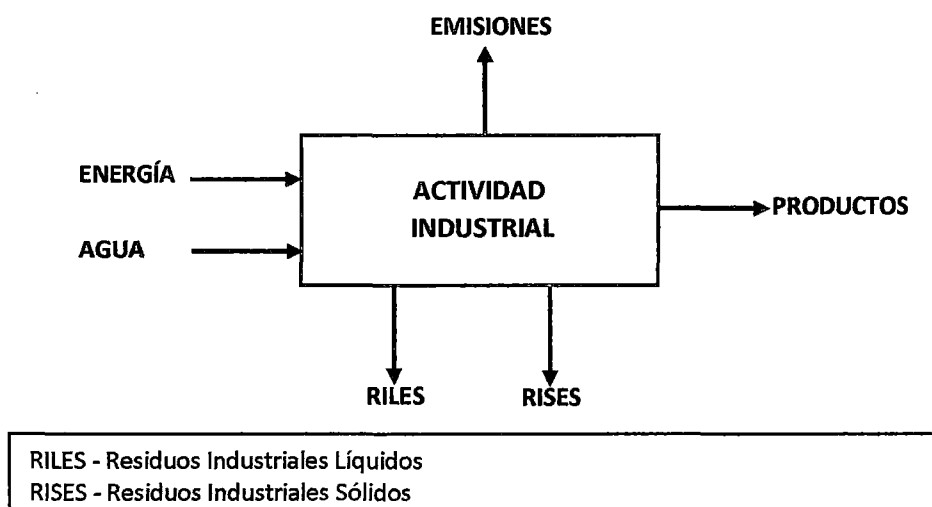 EMISIONES
ENERGÍA
ACTIVIDAD
INDUSTRIAL
PRODUCTOS
AGUA
RILES
RISES
RILES - Residuos Industriales Líquidos
RISES - Residuos Industriales Sólidos